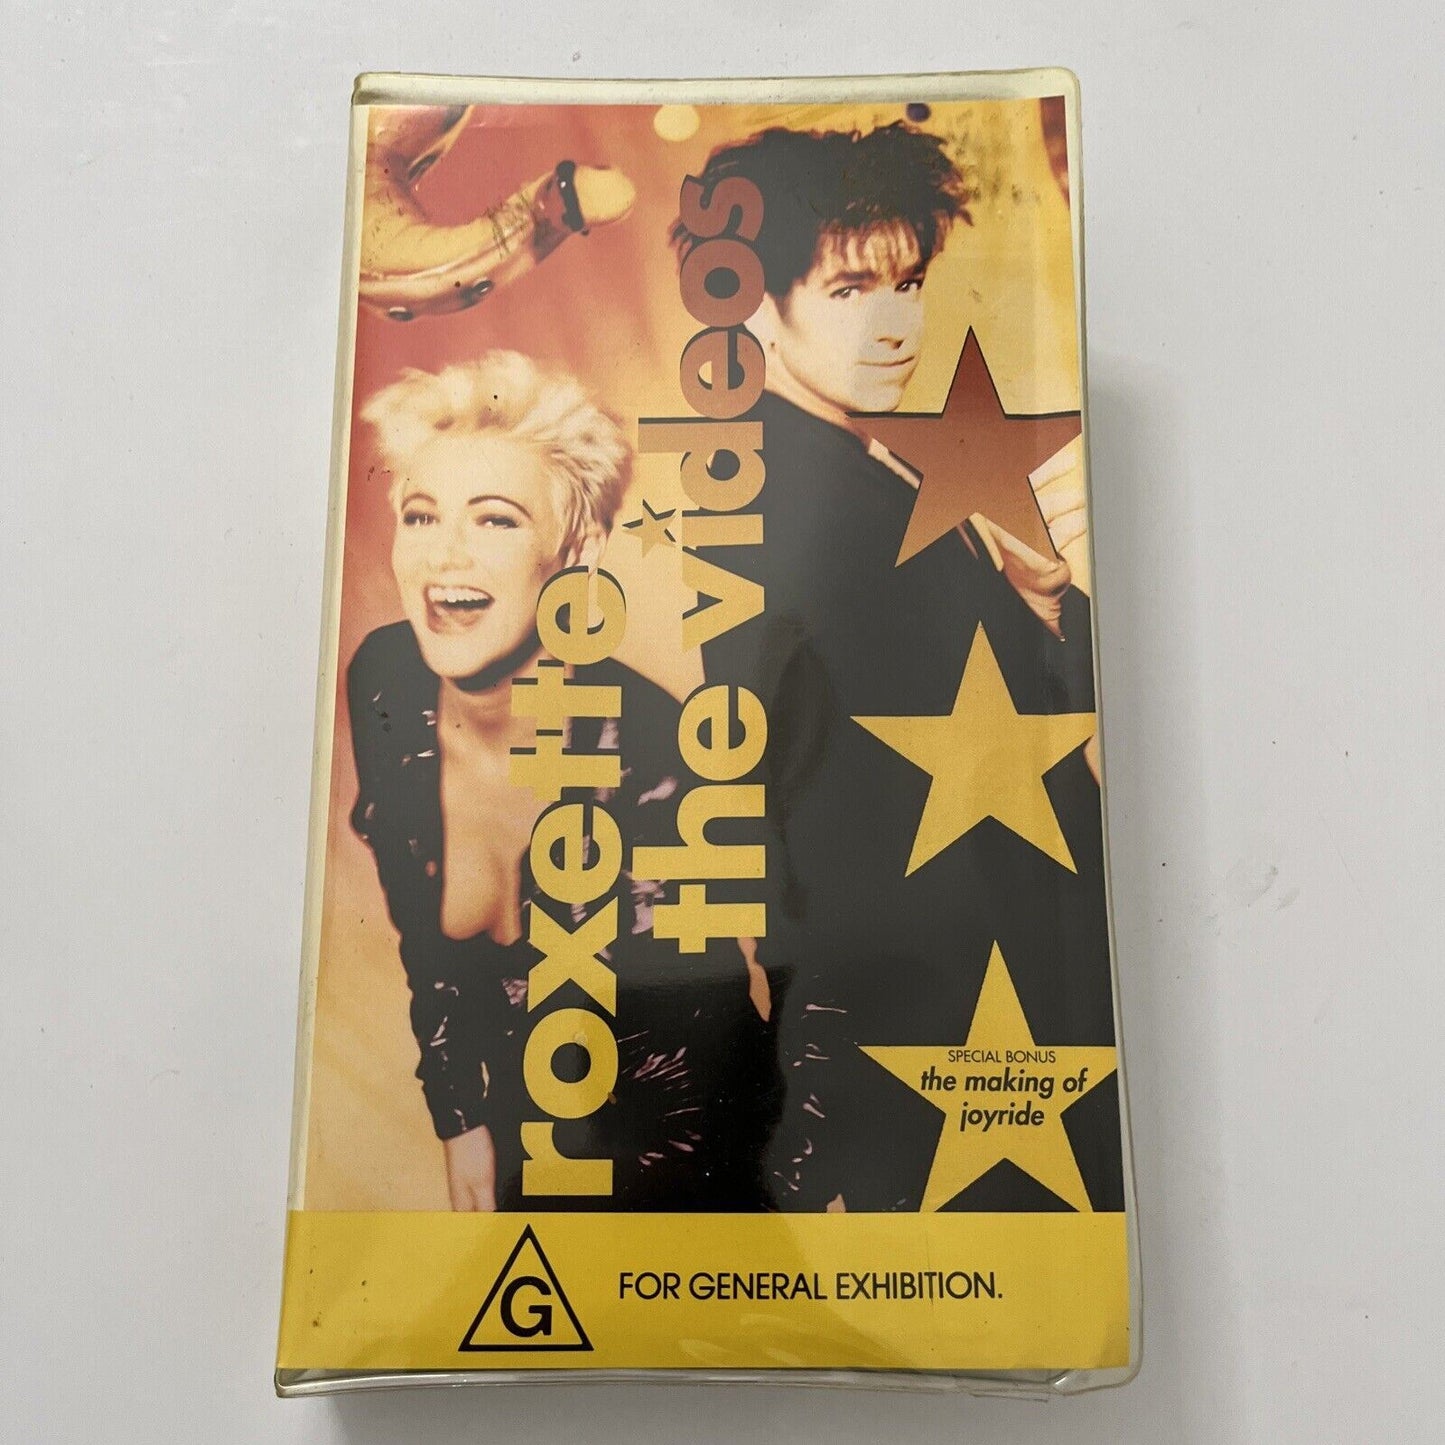 roxette
the videos
SPECIAL BONUS
the making of
joyride
G
FOR GENERAL EXHIBITION.